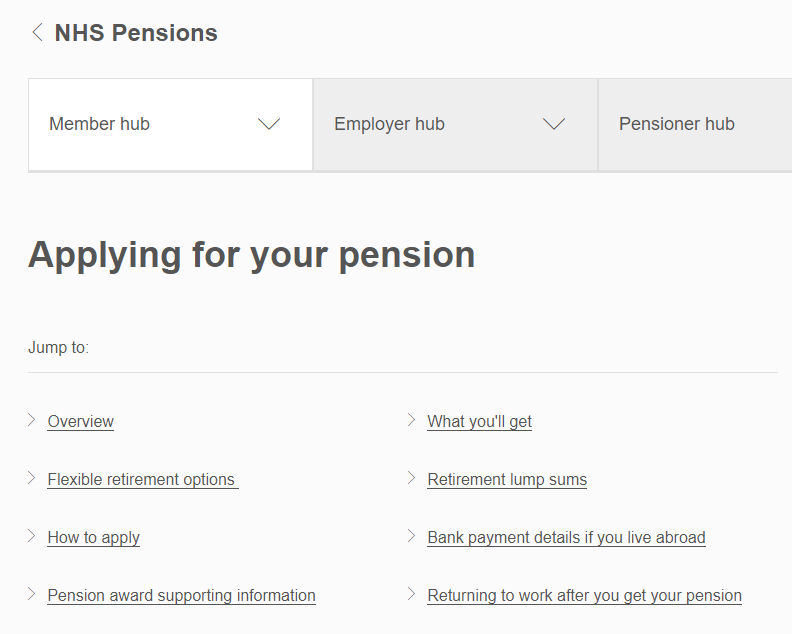 NHS Pensions
Member hub
Employer hub
Pensioner hub
Applying for your pension
Jump to:
Overview
What you'll get
Flexible retirement options
Retirement lump sums
How to apply
Bank payment details if you live abroad
Pension award supporting information
Returning to work after you get your pension